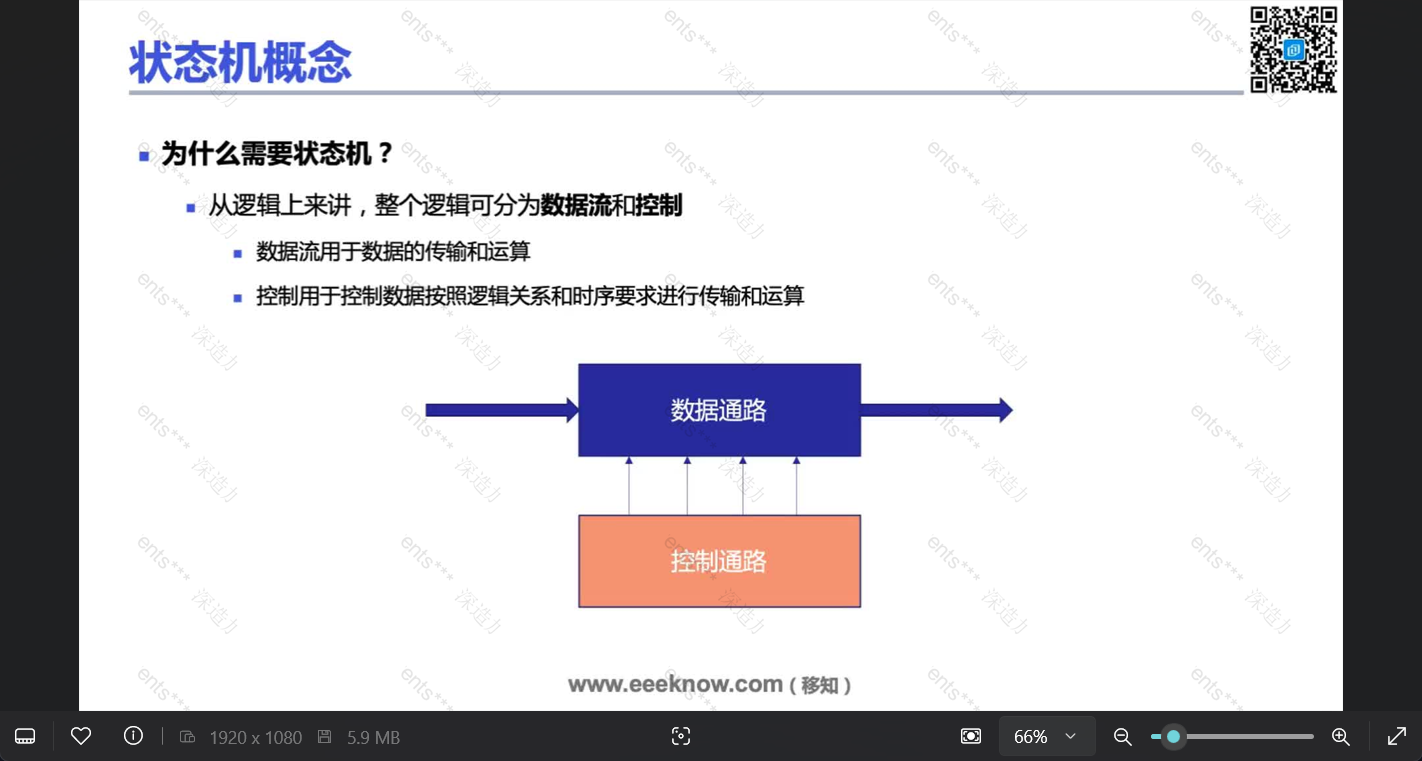 状态机概念
为什么需要状态机？
从逻辑上来讲，整个逻辑可分为数据流和控制
数据流用于数据的传输和运算
控制用于控制数据按照逻辑关系和时序要求进行传输和运算
数据通路
控制通路
www.eeeknow.com（移知）
1920 x 1080
5.9 MB
66%